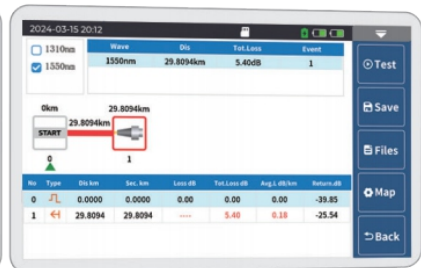 2024-03-15 20:12
1310nm
1550nm
Wave Dis Tot.Loss Event
1550nm 29.8094km 5.40dB 1
0km 29.8094km
29.8094km
START
0 1
No Type Dis km Sec. km Loss dB Tot.Loss dB Avg.L dB/km Return.dB
0 0.0000 0.0000 0.00 0.00 0.00 -39.85
1 29.8094 29.8094 ---- 5.40 0.18 -25.54
Test
Save
Files
Map
Back